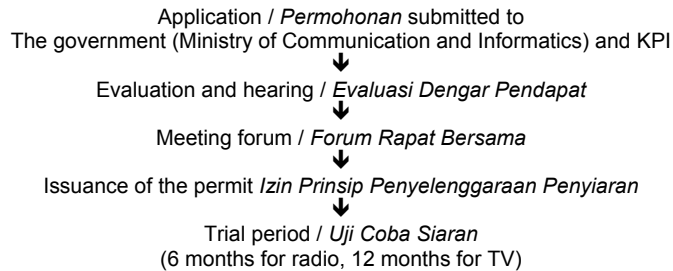 Application / Permohonan submitted to
The government (Ministry of Communication and Informatics) and KPI
🡻
Evaluation and hearing / Evaluasi Dengar Pendapat
🡻
Meeting forum / Forum Rapat Bersama
🡻
Issuance of the permit Izin Prinsip Penyelenggaraan Penyiaran
🡻
Trial period / Uji Coba Siaran
(6 months for radio, 12 months for TV)